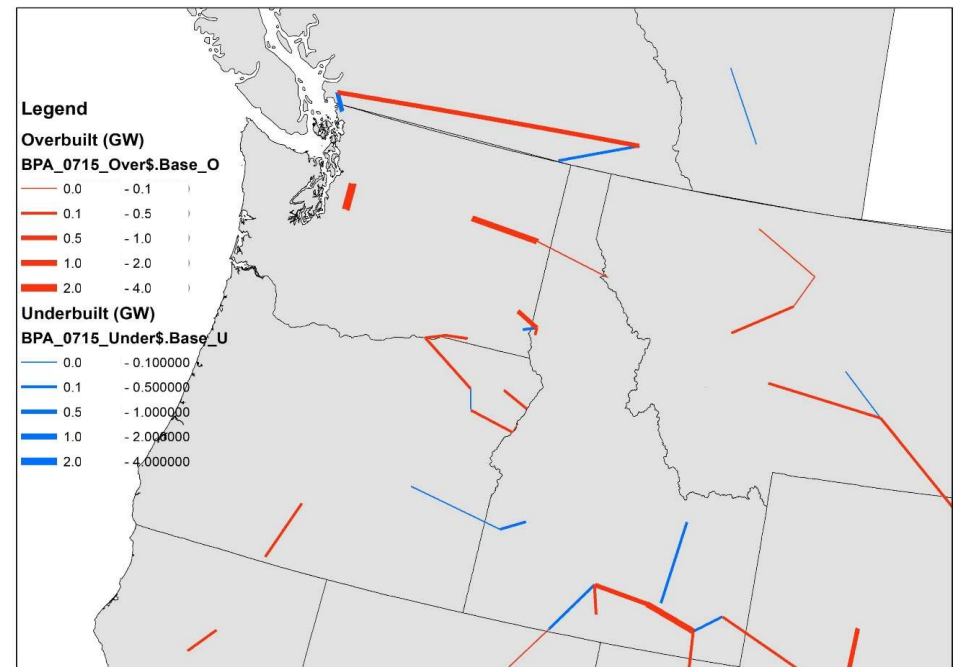 Legend
Overbuilt (GW)
BPA_0715_Over$.Base_O
0.0 - 0.1
0.1 - 0.5
0.5 - 1.0
1.0 - 2.0
2.0 - 4.0
Underbuilt (GW)
BPA_0715_Under$.Base_U
0.0 - 0.100000
0.1 - 0.500000
0.5 - 1.000000
1.0 - 2.000000
2.0 - 4.000000